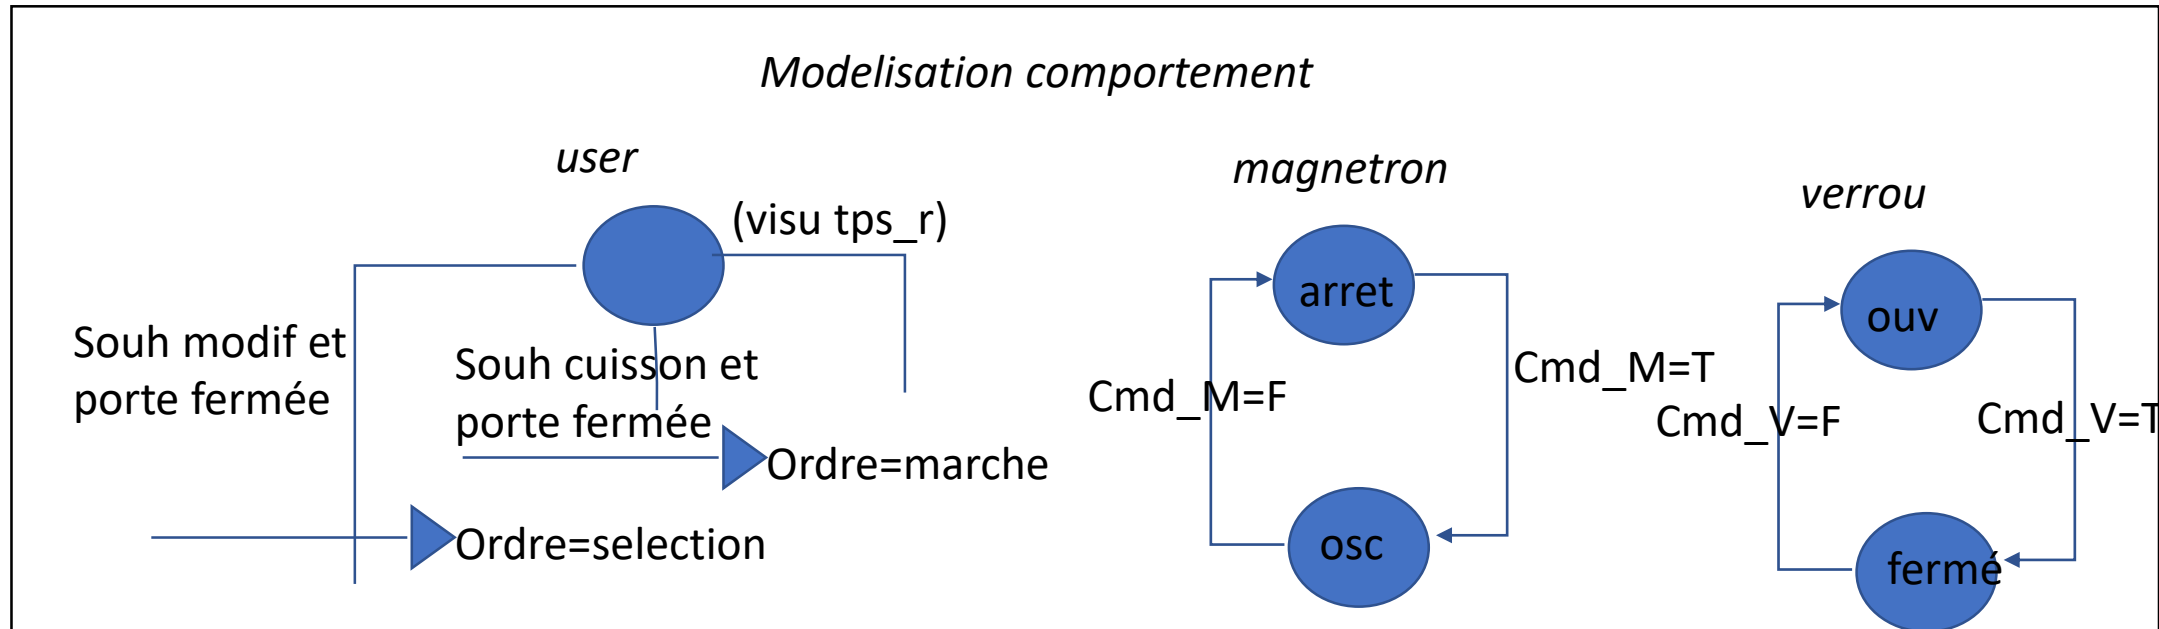 Modelisation comportement
user
(visu tps_r)
Souh modif et
porte fermée
Souh cuisson et
porte fermée
Ordre=marche
Ordre=selection
magnetron
arret
Cmd_M=F
Cmd_M=T
osc
verrou
ouv
Cmd_V=F
Cmd_V=T
fermé